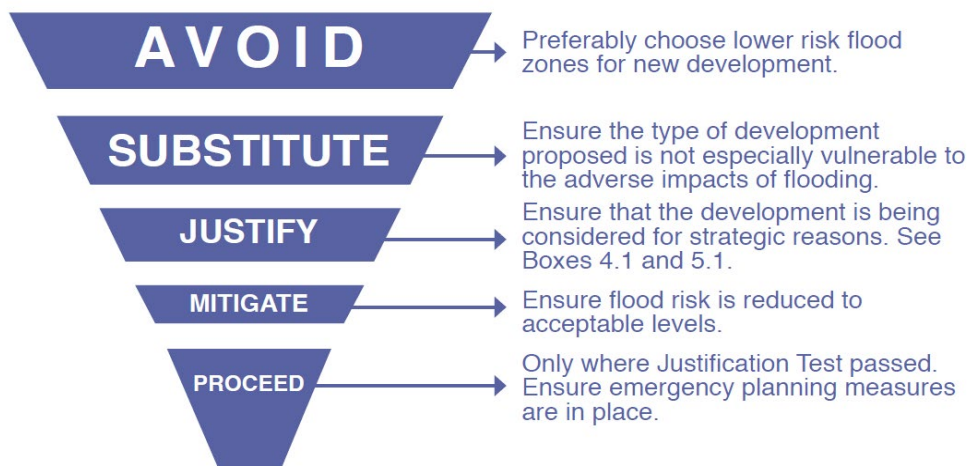 AVOID
Preferably choose lower risk flood
zones for new development.
SUBSTITUTE
Ensure the type of development
proposed is not especially vulnerable to
the adverse impacts of flooding.
JUSTIFY
Ensure that the development is being
considered for strategic reasons. See
Boxes 4.1 and 5.1.
MITIGATE
Ensure flood risk is reduced to
acceptable levels.
PROCEED
Only where Justification Test passed.
Ensure emergency planning measures
are in place.